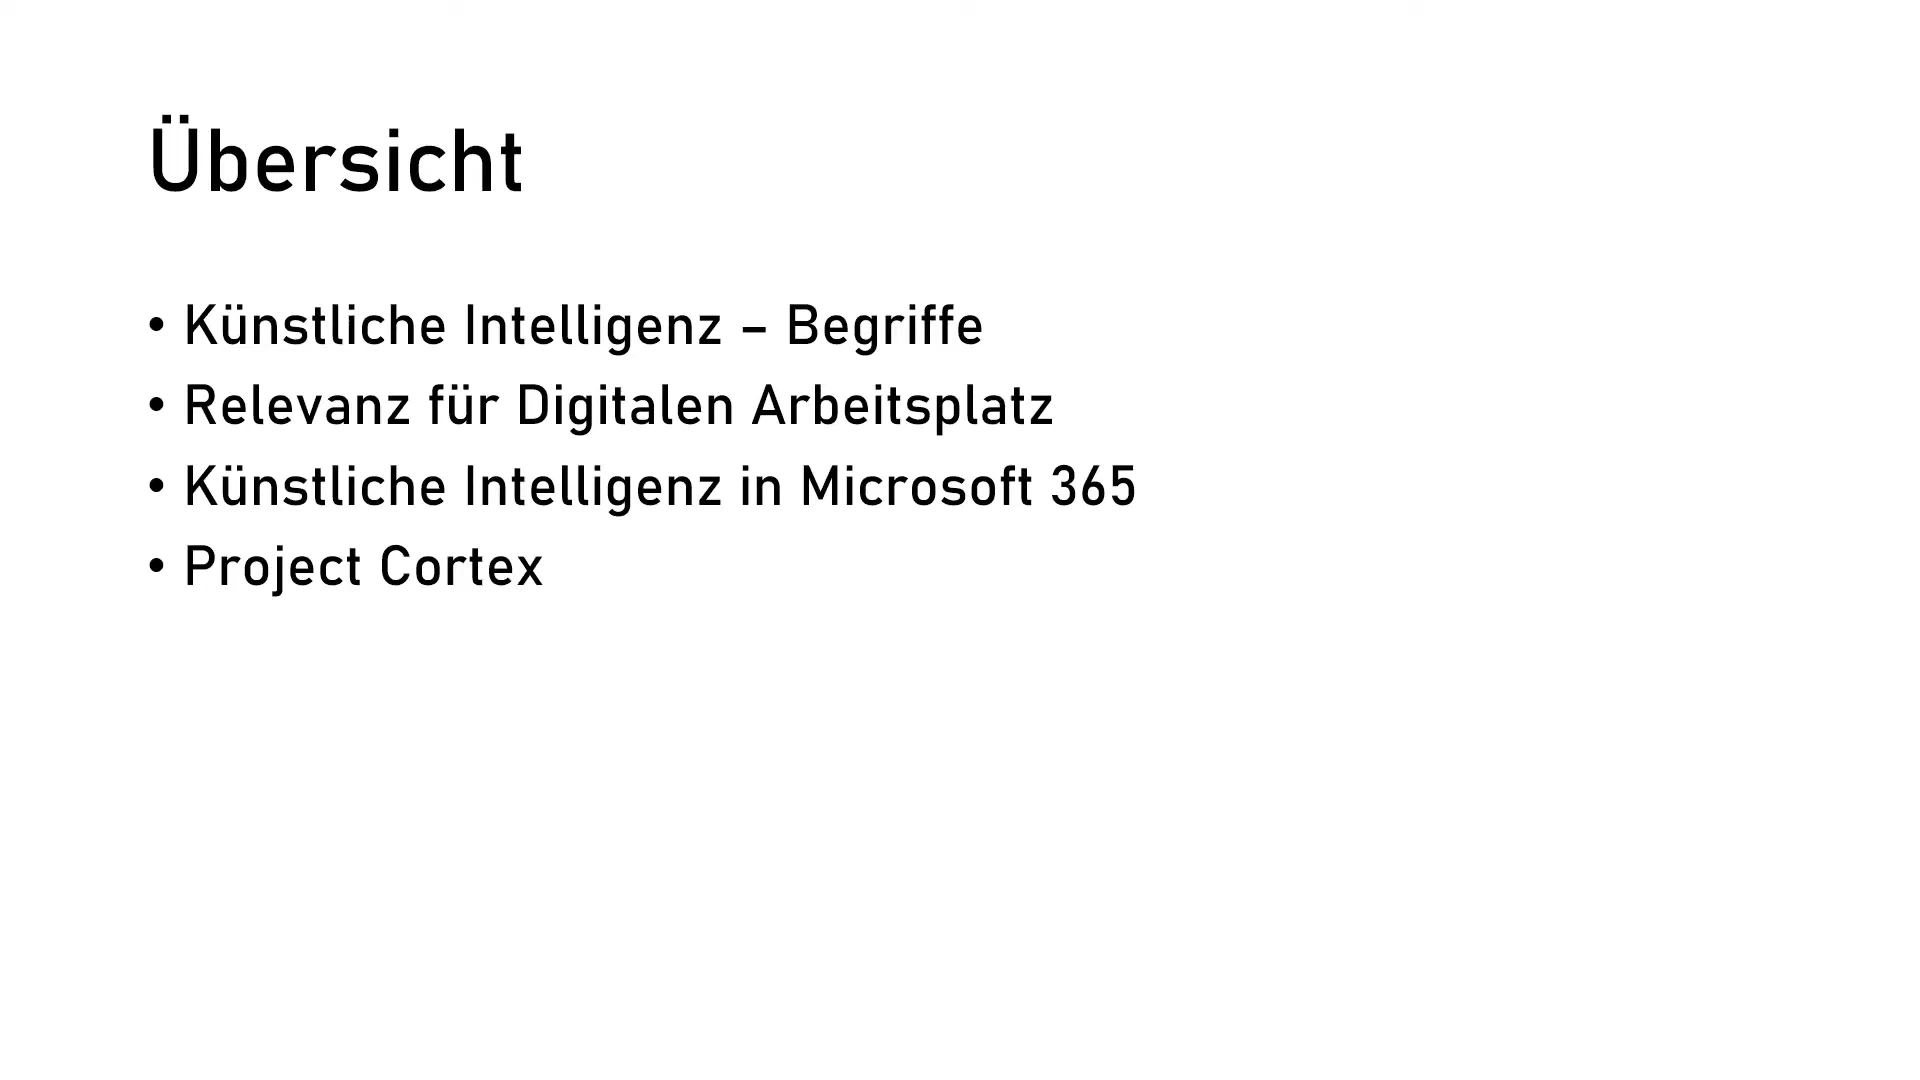 Übersicht
• Künstliche Intelligenz – Begriffe
• Relevanz für Digitalen Arbeitsplatz
• Künstliche Intelligenz in Microsoft 365
• Project Cortex